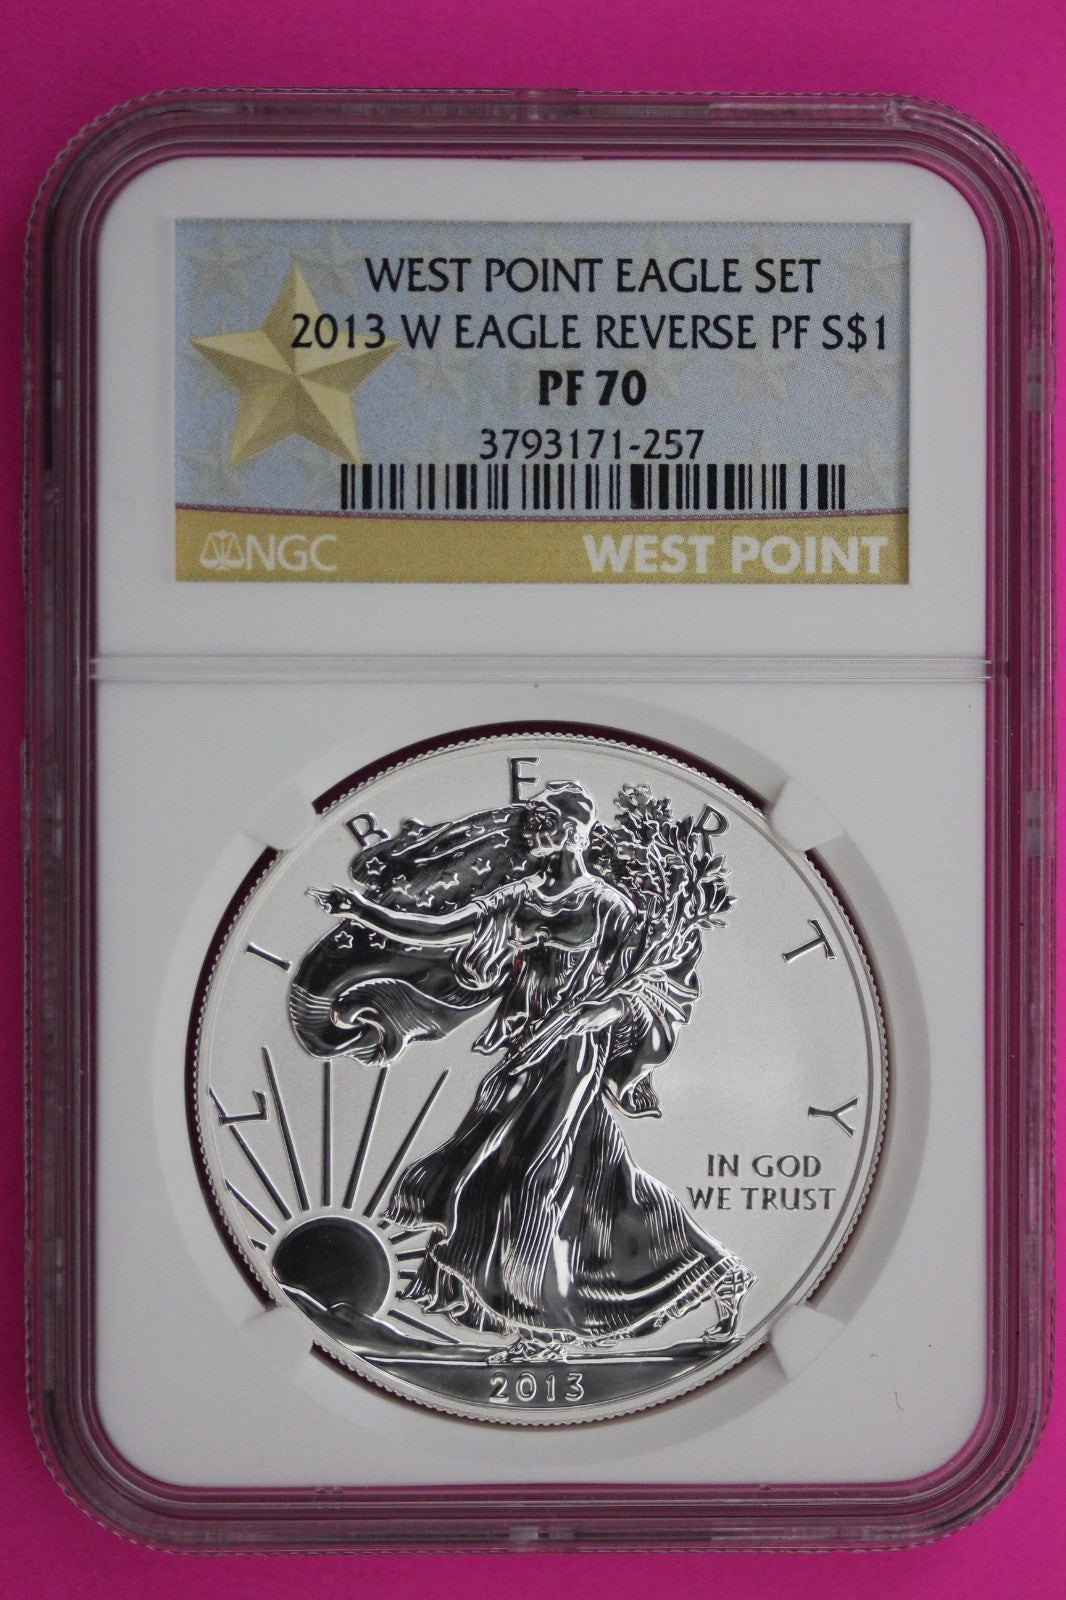 WEST POINT EAGLE SET
2013 W EAGLE REVERSE PF S$1
PF 70
3793171-257
NGC WEST POINT
LIBERTY
IN GOD
WE TRUST
2013